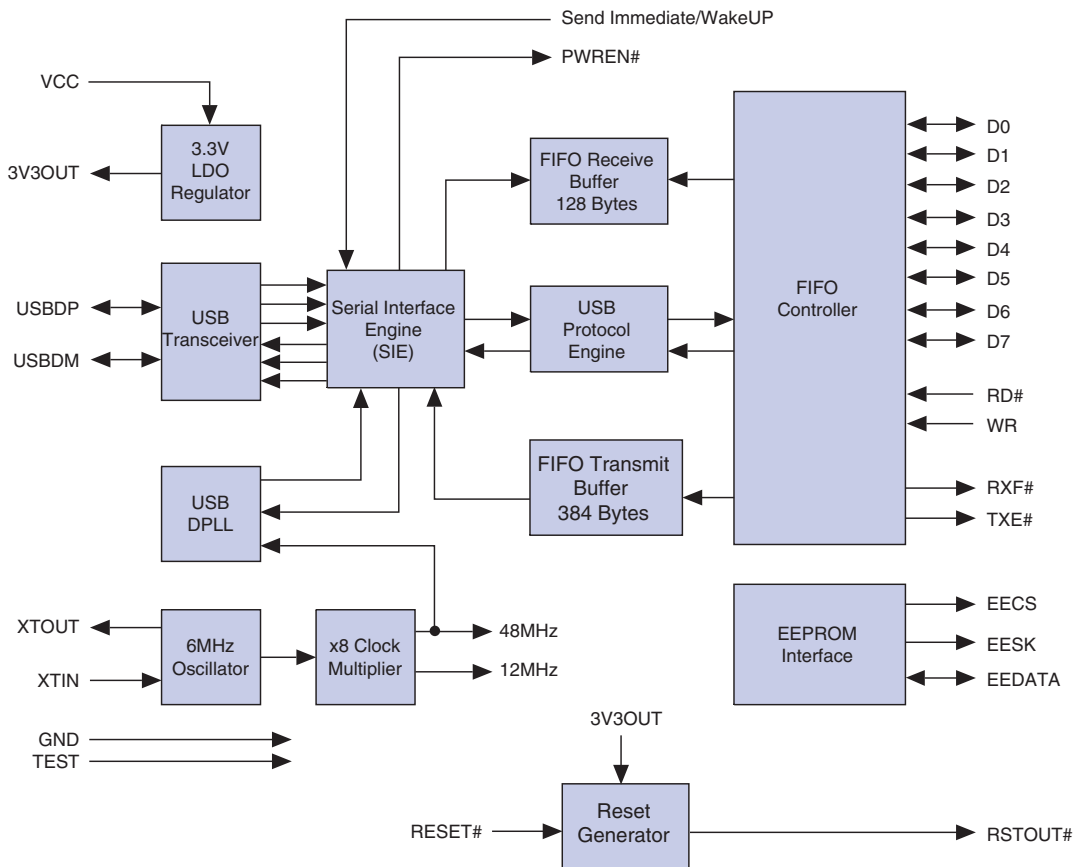 Send Immediate/WakeUP
PWREN#
VCC
3.3V
LDO
Regulator
3V3OUT
FIFO Receive
Buffer
128 Bytes
D0
D1
D2
D3
D4
D5
D6
D7
FIFO
Controller
USBDP
USBDM
USB
Transceiver
Serial Interface
Engine
(SIE)
USB
Protocol
Engine
RD#
WR
RXF#
TXE#
USB
DPLL
FIFO Transmit
Buffer
384 Bytes
XTOUT
XTIN
6MHz
Oscillator
x8 Clock
Multiplier
48MHz
12MHz
EEPROM
Interface
EECS
EESK
EEDATA
GND
TEST
3V3OUT
RESET#
Reset
Generator
RSTOUT#